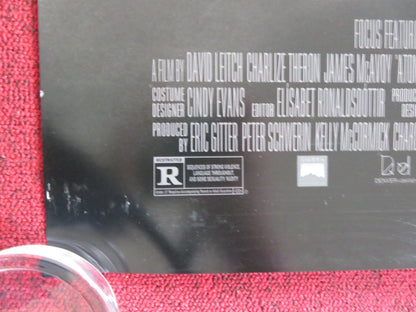 FOCUS FEATUR
A FILM BY DAVID LEITCH CHARLIZE THERON JAMES McAVOY "ATOM
COSTUME DESIGNER CINDY EVANS EDITOR ELÍSABET RONALDSDÓTTIR PRODUC DESIG
PRODUCED BY ERIC GITTER PETER SCHWERIN KELLY McCORMICK CHAR
RESTRICTED
R SEQUENCES OF STRONG VIOLENCE,
LANGUAGE THROUGHOUT,
AND SOME SEXUALITY/NUDITY